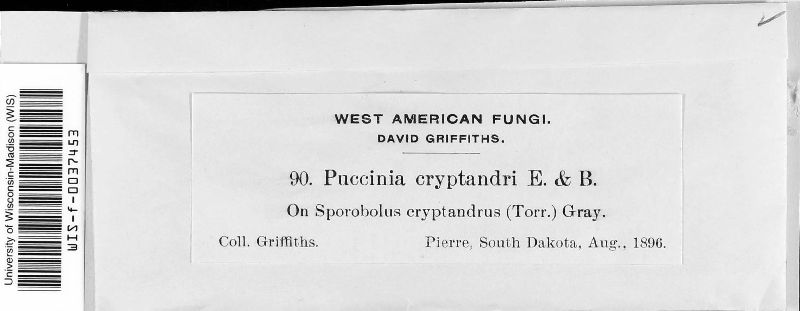 WEST AMERICAN FUNGI.
DAVID GRIFFITHS.
90. Puccinia cryptandri E. & B.
On Sporobolus cryptandrus (Torr.) Gray.
Coll. Griffiths. Pierre, South Dakota, Aug., 1896.
University of Wisconsin-Madison (WIS)
WIS-f-0037453